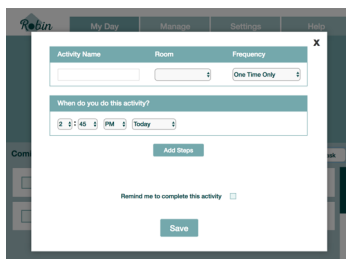 Robin My Day Manage Settings Help
X
Activity Name Room Frequency
One Time Only
When do you do this activity?
2 : 45 PM Today
Add Steps
Remind me to complete this activity
Save